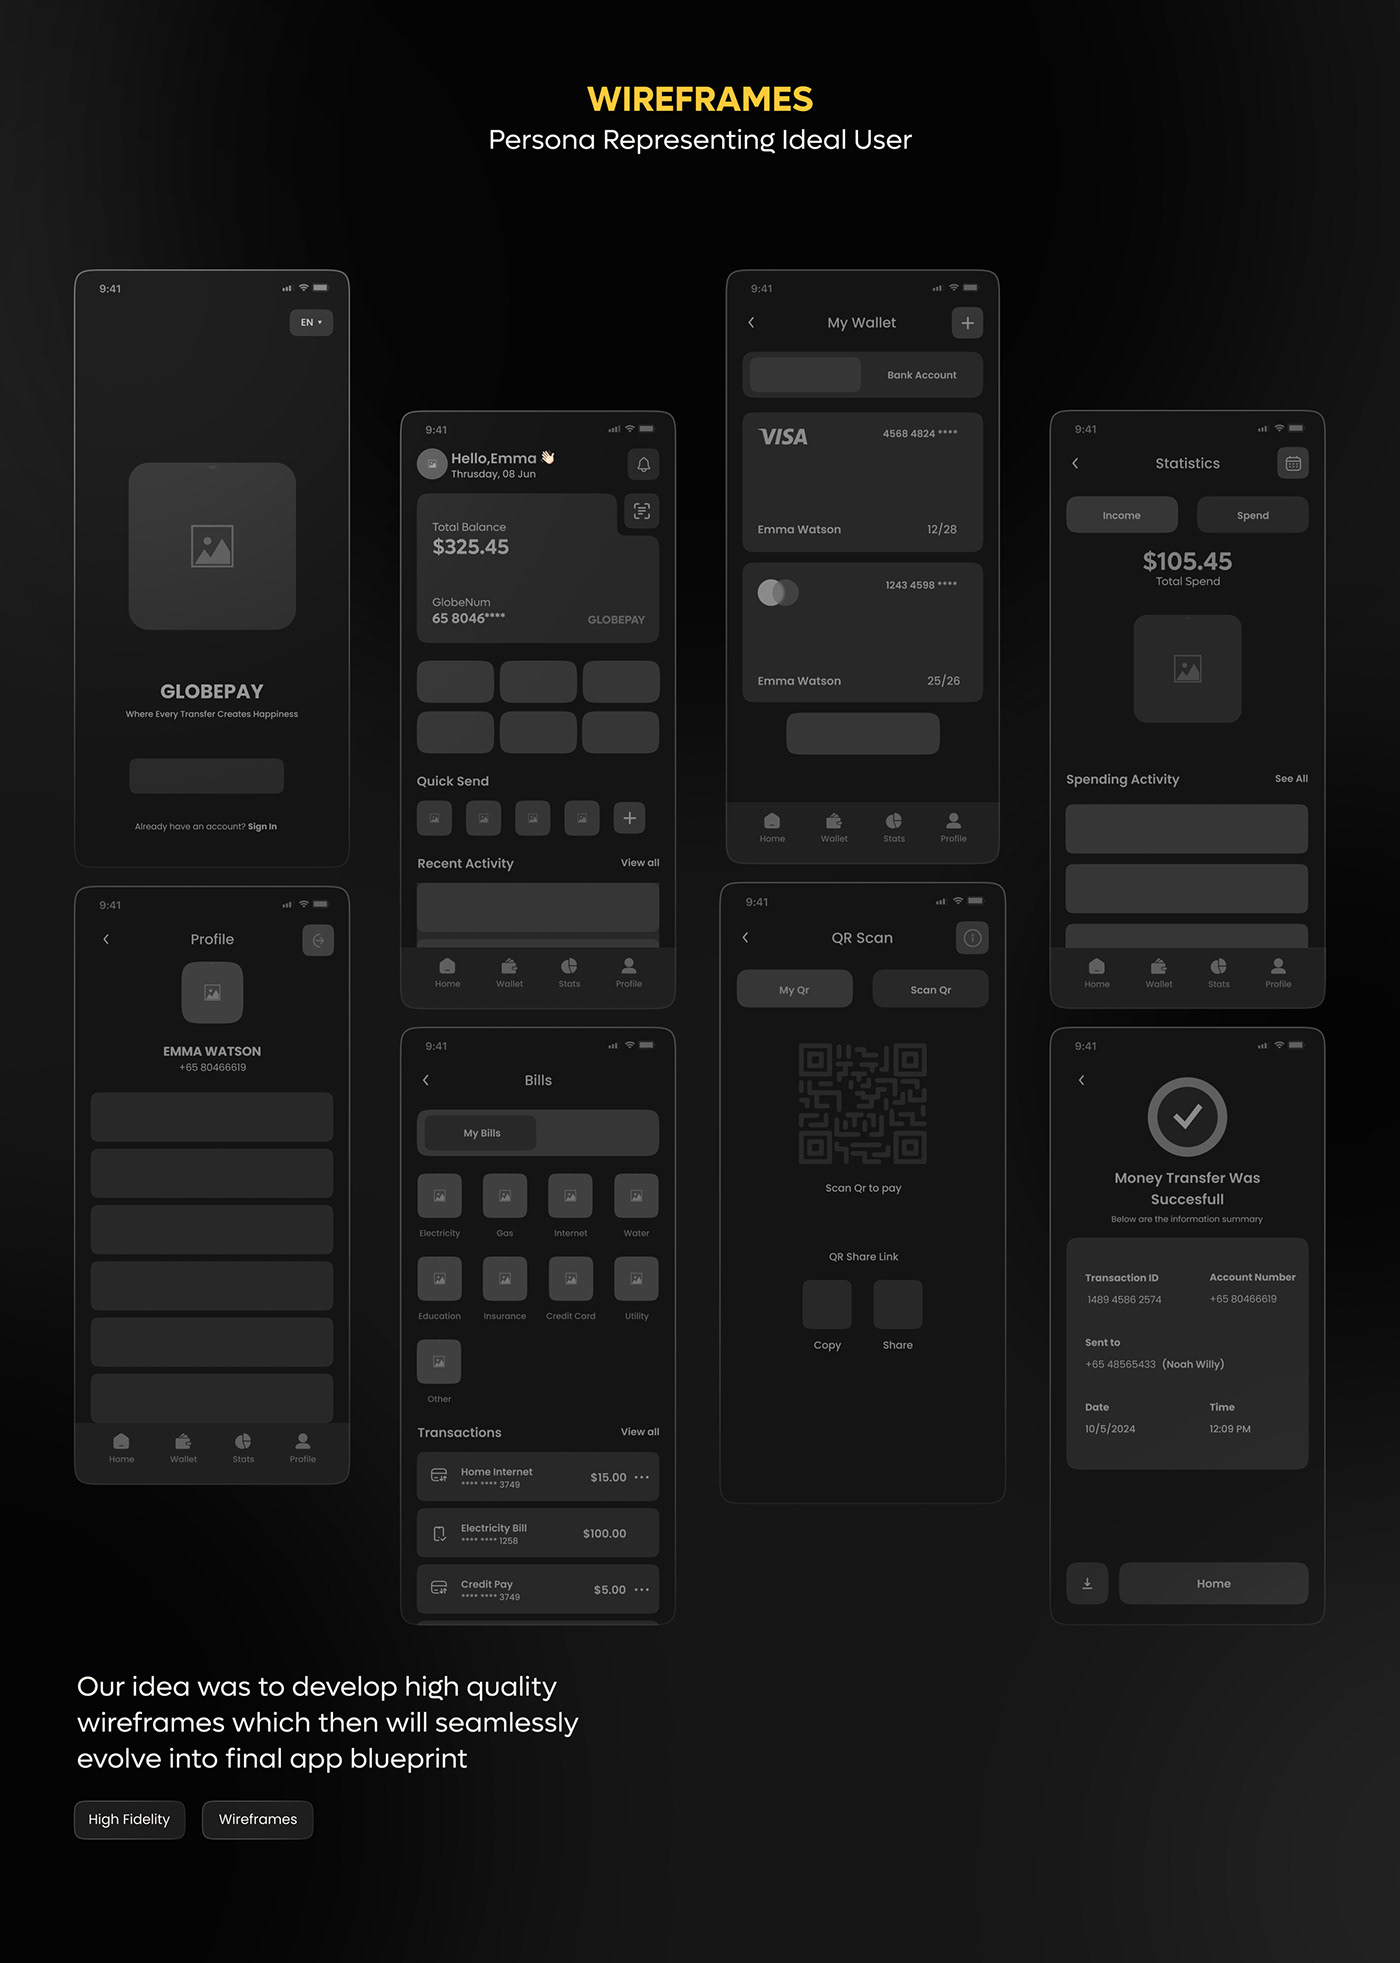 WIREFRAMES
Persona Representing Ideal User
9:41
EN
GLOBEPAY
Where Every Transfer Creates Happiness
Already have an account? Sign In
9:41
Hello,Emma 👋🏻
Thrusday, 08 Jun
Total Balance
$325.45
GlobeNum
65 8046****
GLOBEPAY
Quick Send
Recent Activity
View all
Home Wallet Stats Profile
9:41
My Wallet
Bank Account
VISA
4568 4824 ****
Emma Watson
12/28
1243 4598 ****
Emma Watson
25/26
Home Wallet Stats Profile
9:41
Statistics
Income
Spend
$105.45
Total Spend
Spending Activity
See All
Home Wallet Stats Profile
9:41
Profile
EMMA WATSON
+65 80466619
Home Wallet Stats Profile
9:41
Bills
My Bills
Electricity Gas Internet Water
Education Insurance Credit Card Utility
Other
Transactions
View all
Home Internet
**** **** 3749
$15.00
Electricity Bill
**** **** 1258
$100.00
Credit Pay
**** **** 3749
$5.00
9:41
QR Scan
My Qr
Scan Qr
Scan Qr to pay
QR Share Link
Copy
Share
9:41
Money Transfer Was
Succesfull
Below are the information summary
Transaction ID
Account Number
1489 4586 2574
+65 80466619
Sent to
+65 48565433 (Noah Willy)
Date
Time
10/5/2024
12:09 PM
Home
Our idea was to develop high quality
wireframes which then will seamlessly
evolve into final app blueprint
High Fidelity
Wireframes